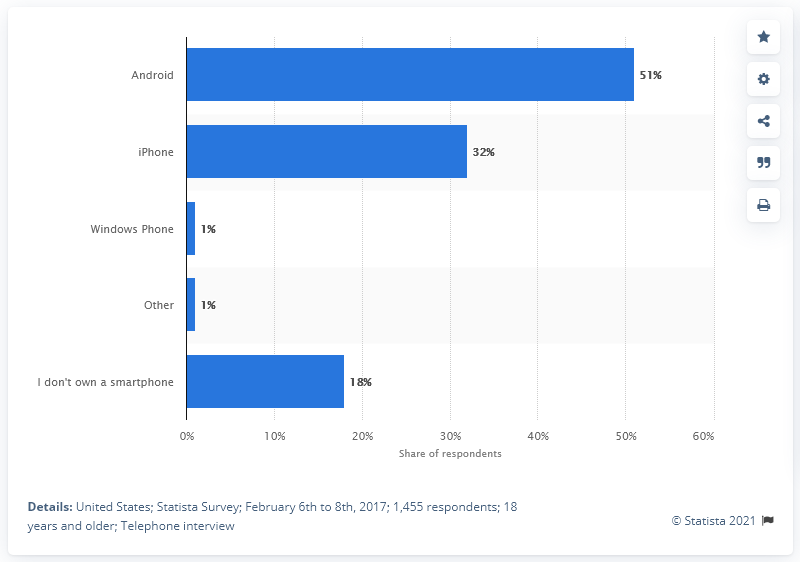 Android 51%
iPhone 32%
Windows Phone 1%
Other 1%
I don't own a smartphone 18%
0% 10% 20% 30% 40% 50% 60%
Share of respondents
Details: United States; Statista Survey; February 6th to 8th, 2017; 1,455 respondents; 18
years and older; Telephone interview
© Statista 2021